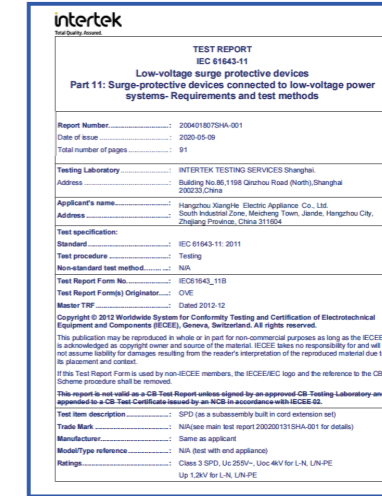 intertek
Total Quality. Assured.
TEST REPORT
IEC 61643-11
Low-voltage surge protective devices
Part 11: Surge-protective devices connected to low-voltage power
systems- Requirements and test methods
Report Number.............................: 200401807SHA-001
Date of issue .................................: 2020-05-09
Total number of pages ....................: 91
Testing Laboratory......................: INTERTEK TESTING SERVICES Shanghai.
Address ........................................: Building No.86,1198 Qinzhou Road (North),Shanghai
200233,China
Applicant's name.........................: Hangzhou XiangHe Electric Appliance Co., Ltd.
Address .......................................: South Industrial Zone, Meicheng Town, Jiande, Hangzhou City,
Zhejiang Province, China 311604
Test specification:
Standard.......................................: IEC 61643-11: 2011
Test procedure ............................: Testing
Non-standard test method...........: N/A
Test Report Form No....................: IEC61643_11B
Test Report Form(s) Originator.....: OVE
Master TRF...................................: Dated 2012-12
Copyright © 2012 Worldwide System for Conformity Testing and Certification of Electrotechnical
Equipment and Components (IECEE), Geneva, Switzerland. All rights reserved.
This publication may be reproduced in whole or in part for non-commercial purposes as long as the IECEE
is acknowledged as copyright owner and source of the material. IECEE takes no responsibility for and will
not assume liability for damages resulting from the reader's interpretation of the reproduced material due t
its placement and context.
If this Test Report Form is used by non-IECEE members, the IECEE/IEC logo and the reference to the CB
Scheme procedure shall be removed.
This report is not valid as a CB Test Report unless signed by an approved CB Testing Laboratory and
appended to a CB Test Certificate issued by an NCB in accordance with IECEE 02.
Test item description...................: SPD (as a subassembly built in cord extension set)
Trade Mark ..................................: N/A(see main test report 200200131SHA-001 for details)
Manufacturer................................: Same as applicant
Model/Type reference..................: N/A (test with end appliance)
Ratings.........................................: Class 3 SPD, Uc 255V~, Uoc 4kV for L-N, L/N-PE
Up 1,2kV for L-N, L/N-PE